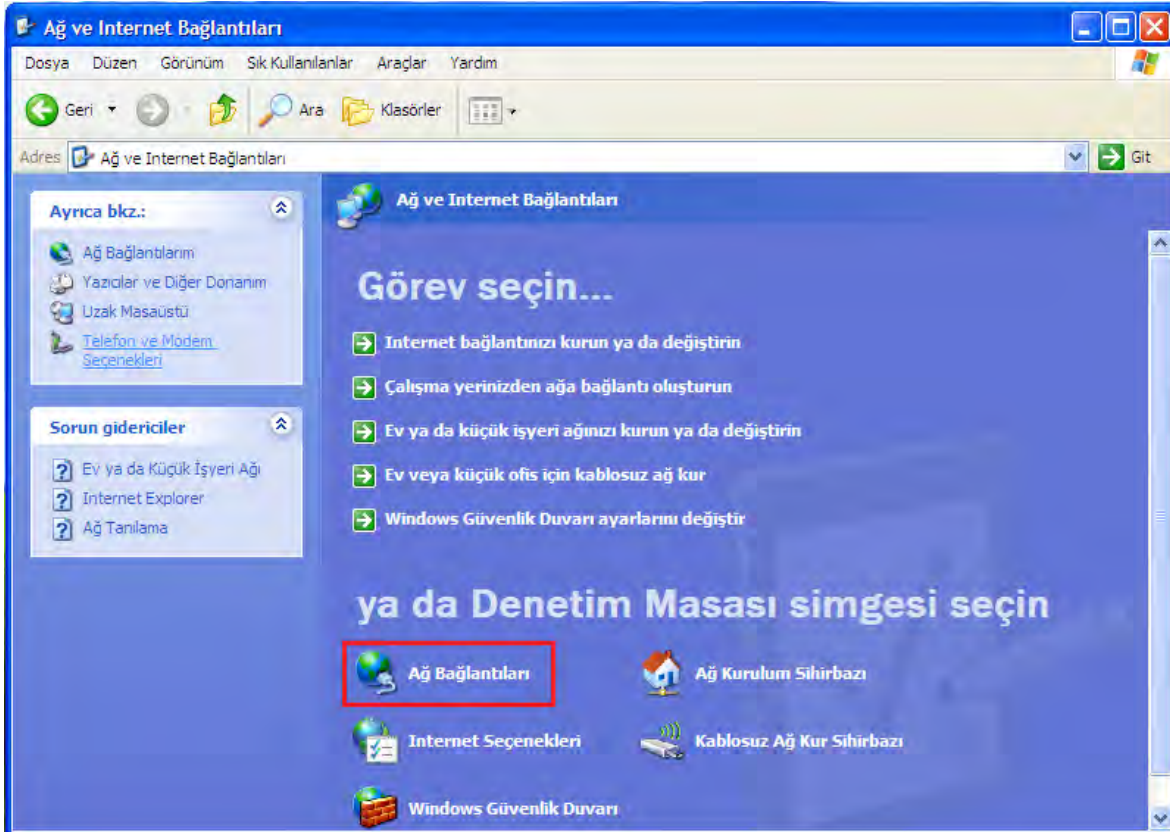 Ağ ve Internet Bağlantıları
Dosya Düzen Görünüm Sık Kullanılanlar Araçlar Yardım
Geri Ara Klasörler
Adres Ağ ve Internet Bağlantıları Git
Ayrıca bkz.:
Ağ Bağlantılarım
Yazıcılar ve Diğer Donanım
Uzak Masaüstü
Telefon ve Modem
Seçenekleri
Sorun gidericiler
Ev ya da Küçük İşyeri Ağı
Internet Explorer
Ağ Tanılama
Ağ ve Internet Bağlantıları
Görev seçin...
Internet bağlantınızı kurun ya da değiştirin
Çalışma yerinizden ağa bağlantı oluşturun
Ev ya da küçük işyeri ağınızı kurun ya da değiştirin
Ev veya küçük ofis için kablosuz ağ kur
Windows Güvenlik Duvarı ayarlarını değiştir
ya da Denetim Masası simgesi seçin
Ağ Bağlantıları Ağ Kurulum Sihirbazı
Internet Seçenekleri Kablosuz Ağ Kur Sihirbazı
Windows Güvenlik Duvarı